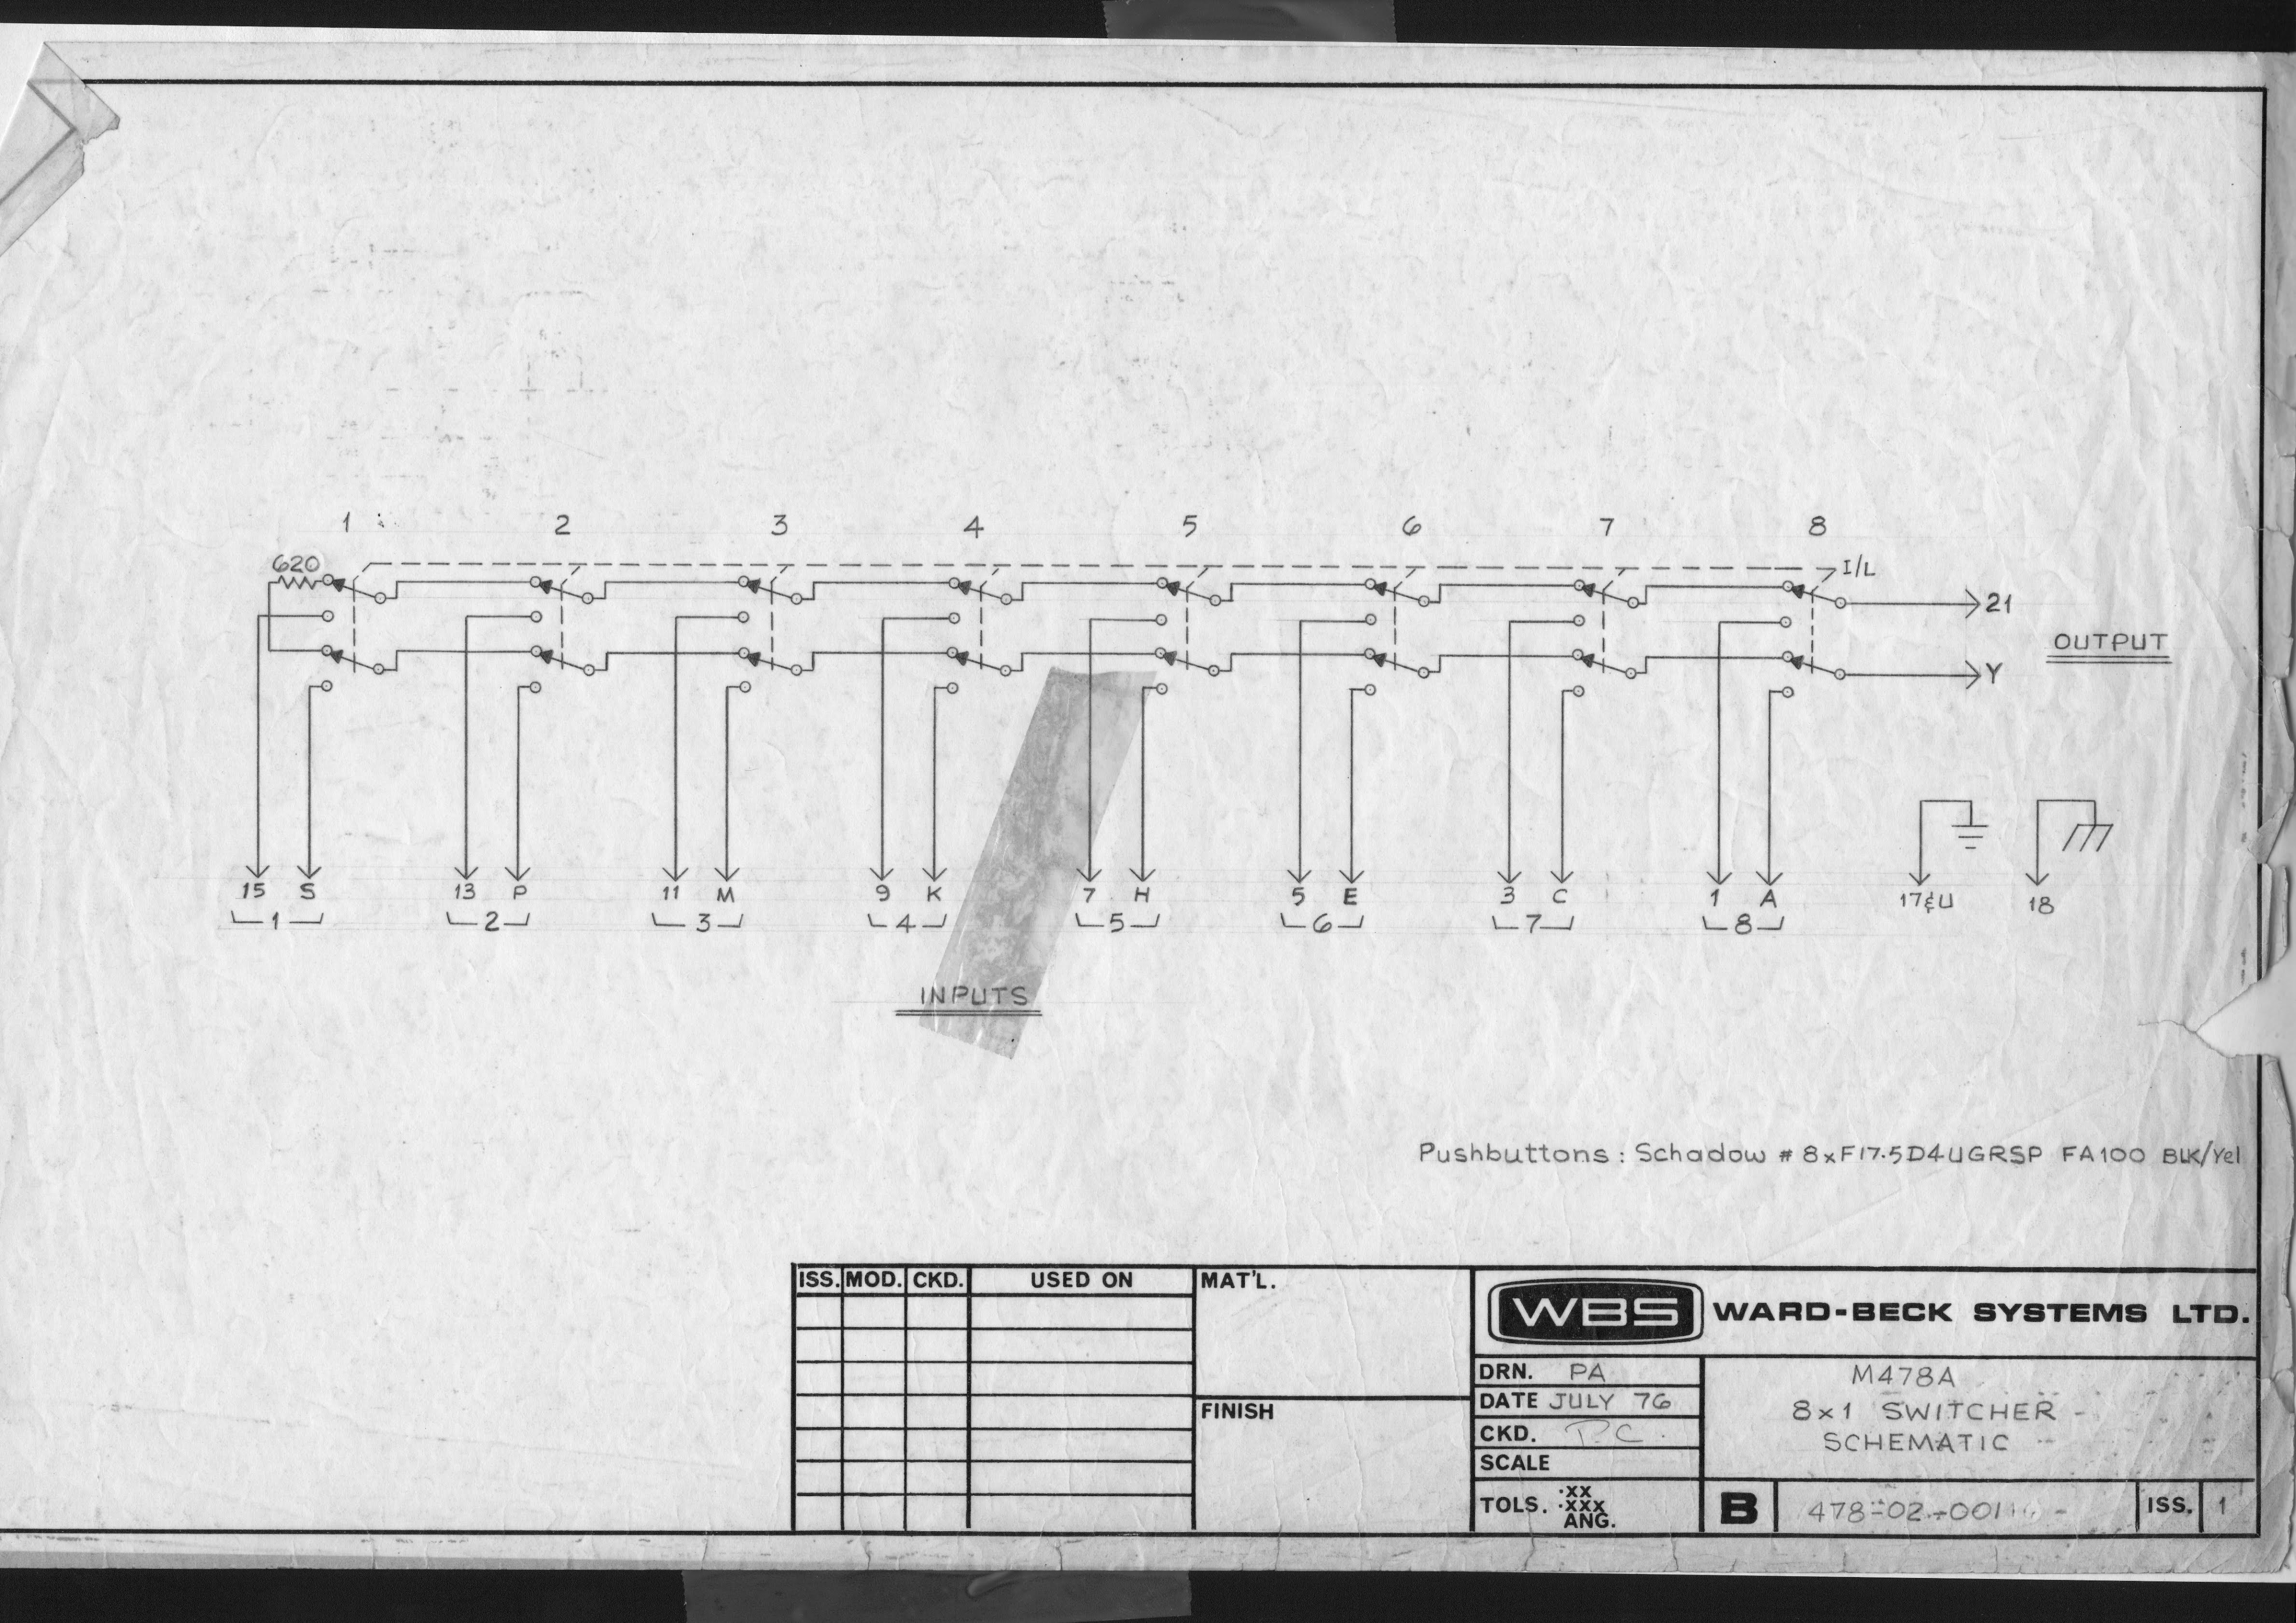 1 2 3 4 5 6 7 8
620
I/L
21
OUTPUT
Y
15 S 13 P 11 M 9 K 7 H 5 E 3 C 1 A 17&U 18
1 2 3 4 5 6 7 8
INPUTS
Pushbuttons: Schadow # 8xF17.5D4UGRSP FA100 BLK/Yel
ISS. MOD. CKD. USED ON MAT'L.
WBS WARD-BECK SYSTEMS LTD.
DRN. PA
M478A
DATE JULY 76
8x1 SWITCHER
FINISH
CKD. P.C.
SCHEMATIC
SCALE
TOLS. .XX
.XXX
ANG.
B 478-02-001 ISS. 1